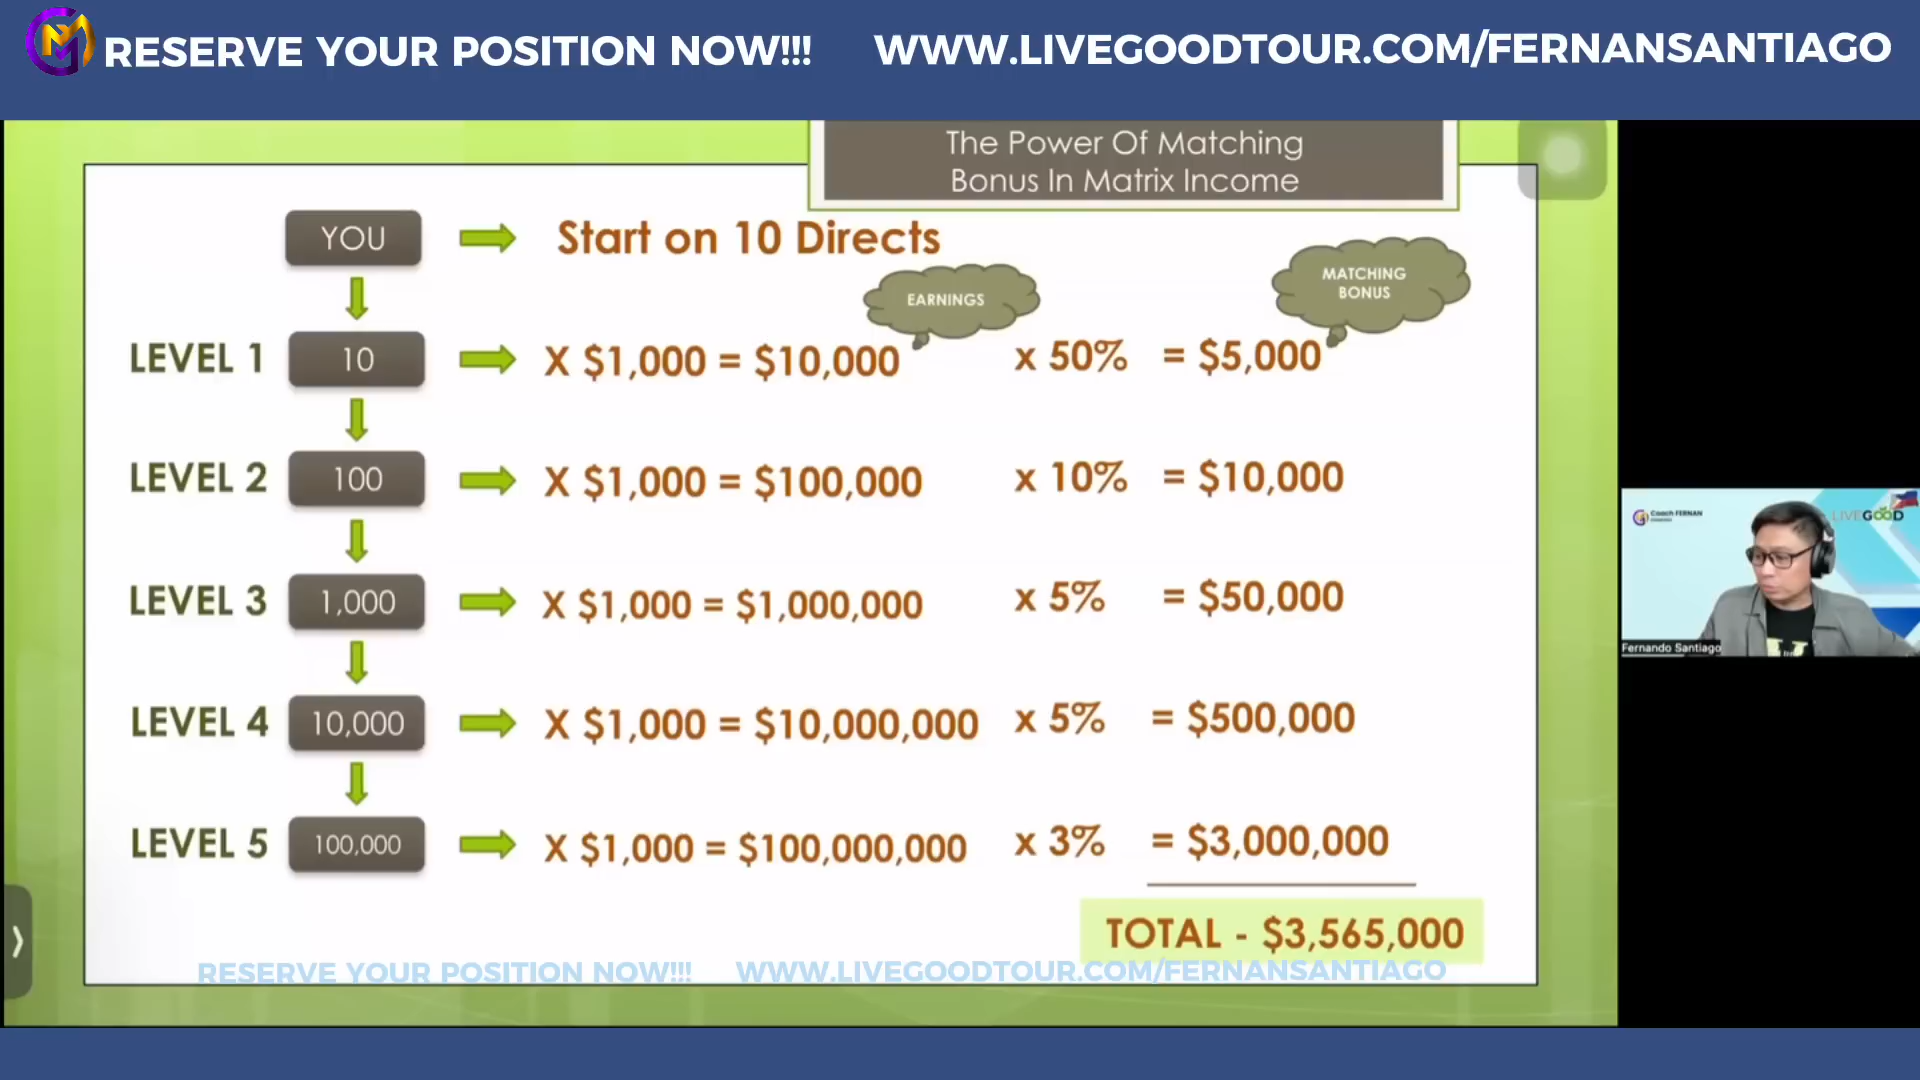 RESERVE YOUR POSITION NOW!!! WWW.LIVEGOODTOUR.COM/FERNANSANTIAGO
The Power Of Matching
Bonus In Matrix Income
YOU Start on 10 Directs
EARNINGS
MATCHING
BONUS
LEVEL 1 10 X $1,000 = $10,000 x 50% = $5,000
LEVEL 2 100 X $1,000 = $100,000 x 10% = $10,000
LEVEL 3 1,000 X $1,000 = $1,000,000 x 5% = $50,000
LEVEL 4 10,000 X $1,000 = $10,000,000 x 5% = $500,000
LEVEL 5 100,000 X $1,000 = $100,000,000 x 3% = $3,000,000
TOTAL - $3,565,000
RESERVE YOUR POSITION NOW!!! WWW.LIVEGOODTOUR.COM/FERNANSANTIAGO
Coach FERNAN
LIVEGOOD
Fernando Santiago